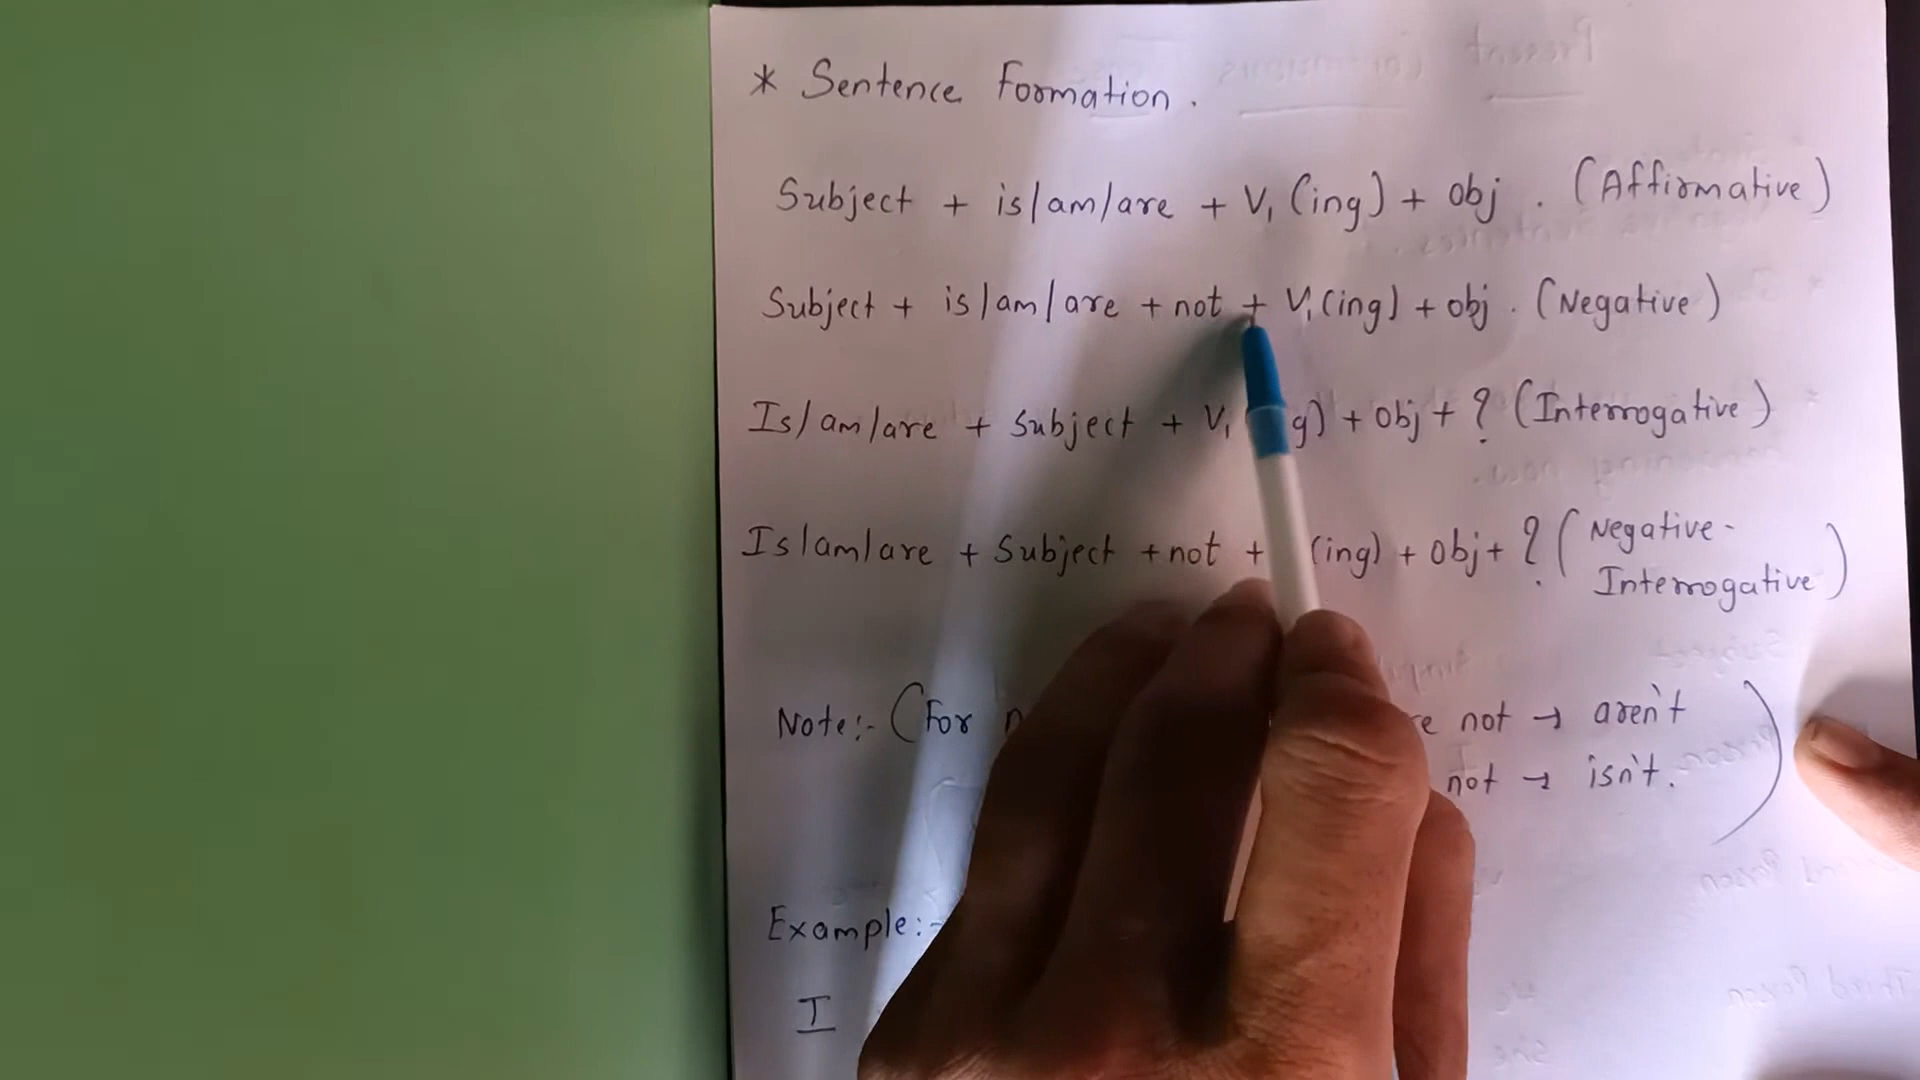 * Sentence Formation.
Subject + is/am/are + V1 (ing) + Obj. (Affirmative)
Subject + is/am/are + not + V1(ing) + obj. (Negative)
Is/am/are + Subject + V1 g) + Obj + ? (Interrogative)
Is/am/are + Subject + not + (ing) + Obj + ? (Negative-
Interrogative)
Note:- (For not → aren't
not → isn't.)
Example:-
I